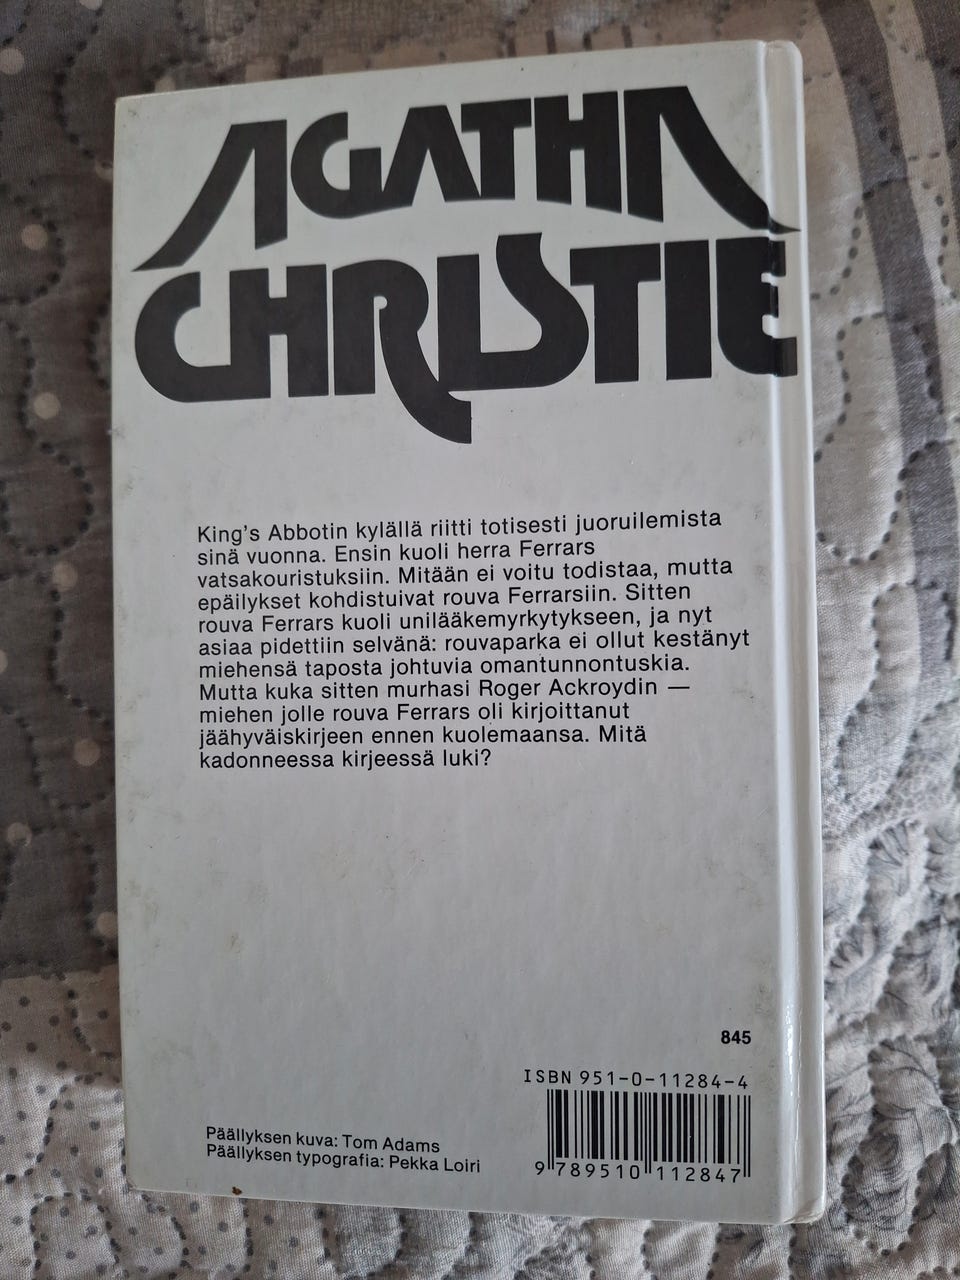 AGATHA
CHRISTIE
King's Abbotin kylällä riitti totisesti juoruilemista
sinä vuonna. Ensin kuoli herra Ferrars
vatsakouristuksiin. Mitään ei voitu todistaa, mutta
epäilykset kohdistuivat rouva Ferrarsiin. Sitten
rouva Ferrars kuoli unilääkemyrkytykseen, ja nyt
asiaa pidettiin selvänä: rouvaparka ei ollut kestänyt
miehensä taposta johtuvia omantunnontuskia.
Mutta kuka sitten murhasi Roger Ackroydin —
miehen jolle rouva Ferrars oli kirjoittanut
jäähyväiskirjeen ennen kuolemaansa. Mitä
kadonneessa kirjeessä luki?
845
ISBN 951-0-11284-4
9 789510 112847
Päällyksen kuva: Tom Adams
Päällyksen typografia: Pekka Loiri